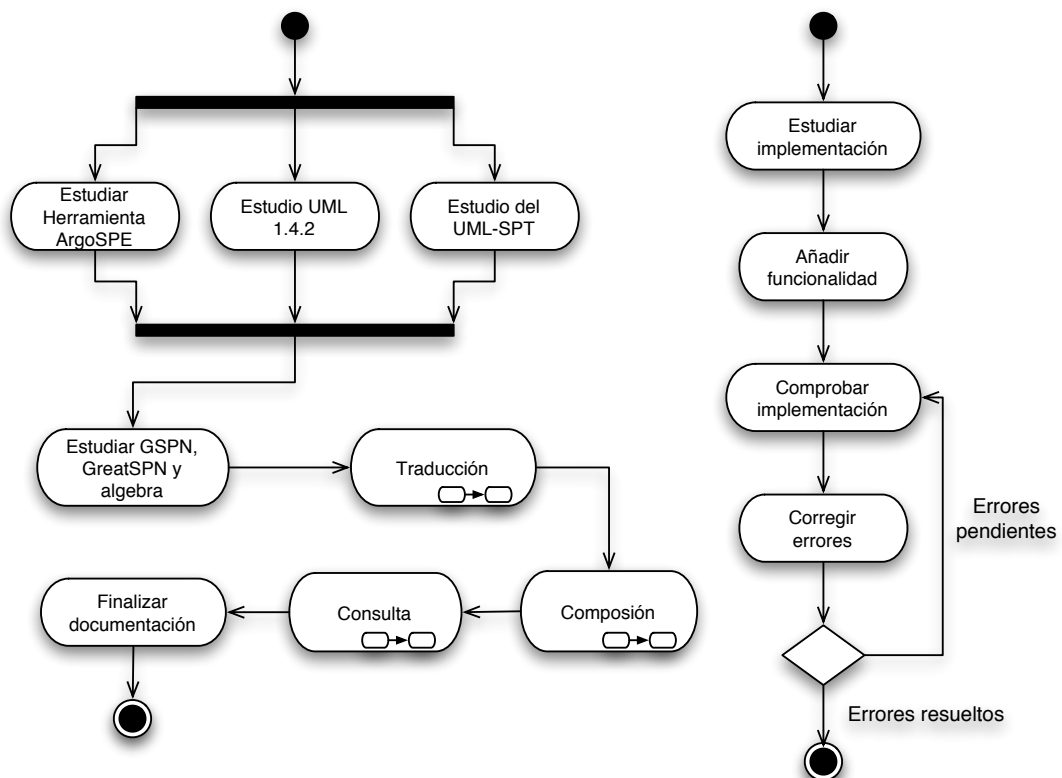 Estudiar
Herramienta
ArgoSPE
Estudio UML
1.4.2
Estudio del
UML-SPT
Estudiar GSPN,
GreatSPN y
algebra
Traducción
Composión
Consulta
Finalizar
documentación
Estudiar
implementación
Añadir
funcionalidad
Comprobar
implementación
Corregir
errores
Errores
pendientes
Errores resueltos